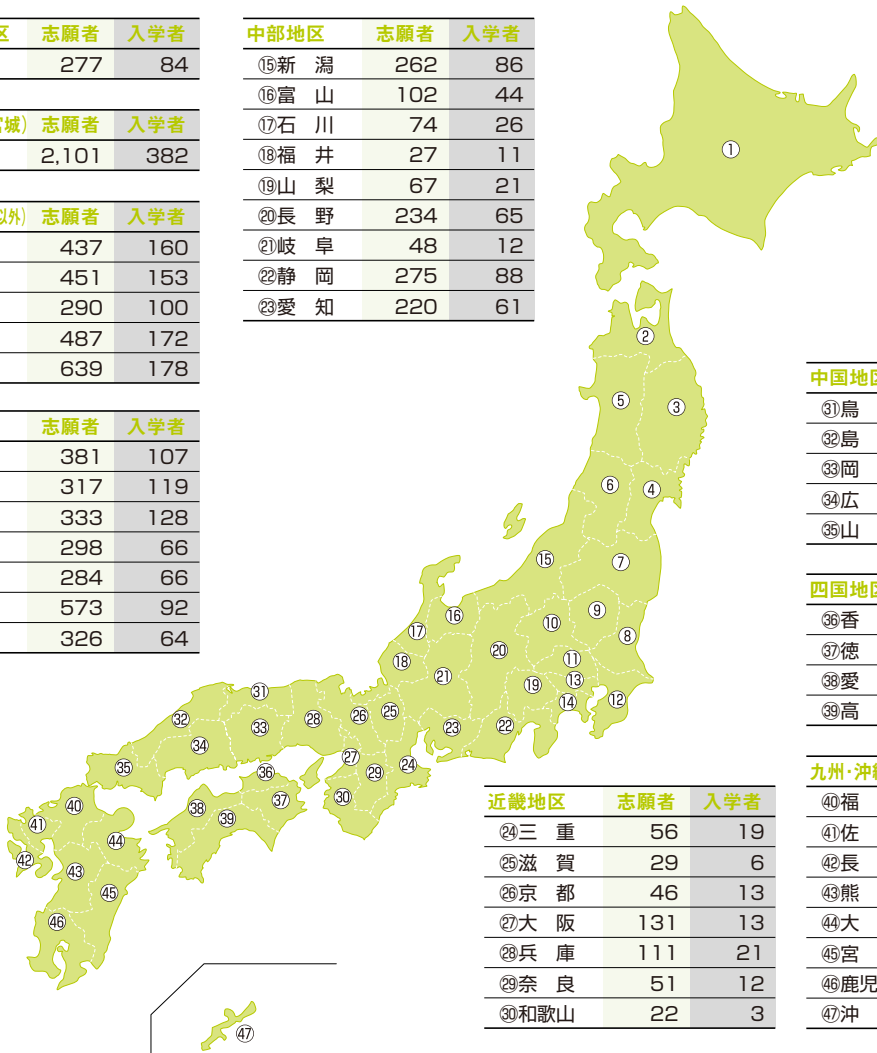 区 志願者 入学者
277 84
宮城) 志願者 入学者
2,101 382
以外) 志願者 入学者
437 160
451 153
290 100
487 172
639 178
志願者 入学者
381 107
317 119
333 128
298 66
284 66
573 92
326 64
中部地区 志願者 入学者
⑮新 潟 262 86
⑯富 山 102 44
⑰石 川 74 26
⑱福 井 27 11
⑲山 梨 67 21
⑳長 野 234 65
㉑岐 阜 48 12
㉒静 岡 275 88
㉓愛 知 220 61
①
②
⑤ ③
⑥ ④
⑮ ⑦
⑯ ⑩ ⑨
⑰ ⑧
⑱ ㉑ ⑳ ⑪
⑲ ⑬
⑭ ⑫
㉛
㉜ ㉝ ㉘ ㉖ ㉕ ㉓ ㉒
㉞
㉟ ㊱ ㉗ ㉙ ㉔
㊵ ㊳ ㊴ ㊲ ㉚
㊶ ㊹
㊷ ㊸
㊺
㊻
㊼
中国地区
㉛鳥
㉜島
㉝岡
㉞広
㉟山
四国地区
㊱香
㊲徳
㊳愛
㊴高
近畿地区 志願者 入学者
㉔三 重 56 19
㉕滋 賀 29 6
㉖京 都 46 13
㉗大 阪 131 13
㉘兵 庫 111 21
㉙奈 良 51 12
㉚和歌山 22 3
九州・沖縄
㊵福
㊶佐
㊷長
㊸熊
㊹大
㊺宮
㊻鹿児
㊼沖